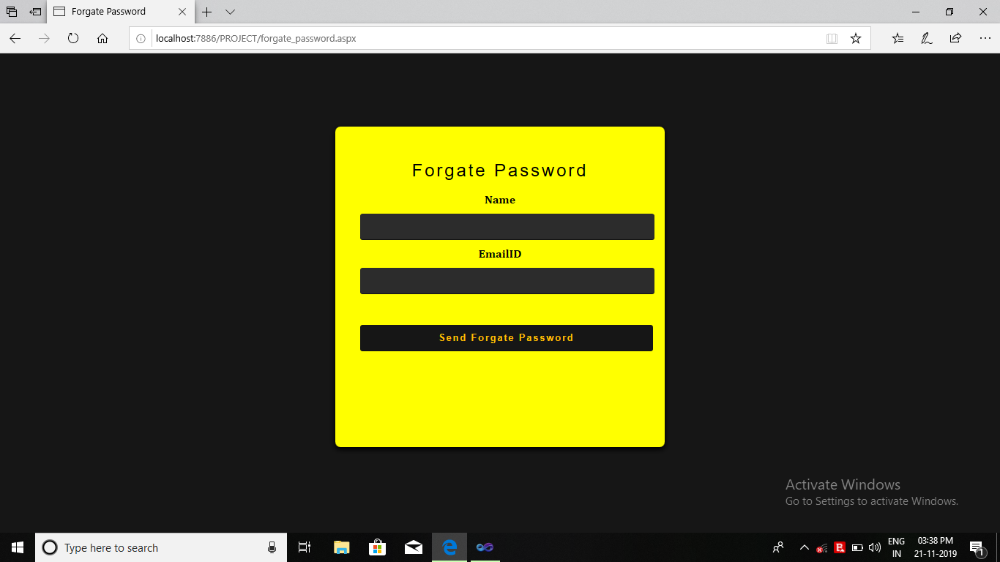 Forgate Password
localhost:7886/PROJECT/forgate_password.aspx
Forgate Password
Name
EmailID
Send Forgate Password
Activate Windows
Go to Settings to activate Windows.
Type here to search
ENG
IN
03:38 PM
21-11-2019
1